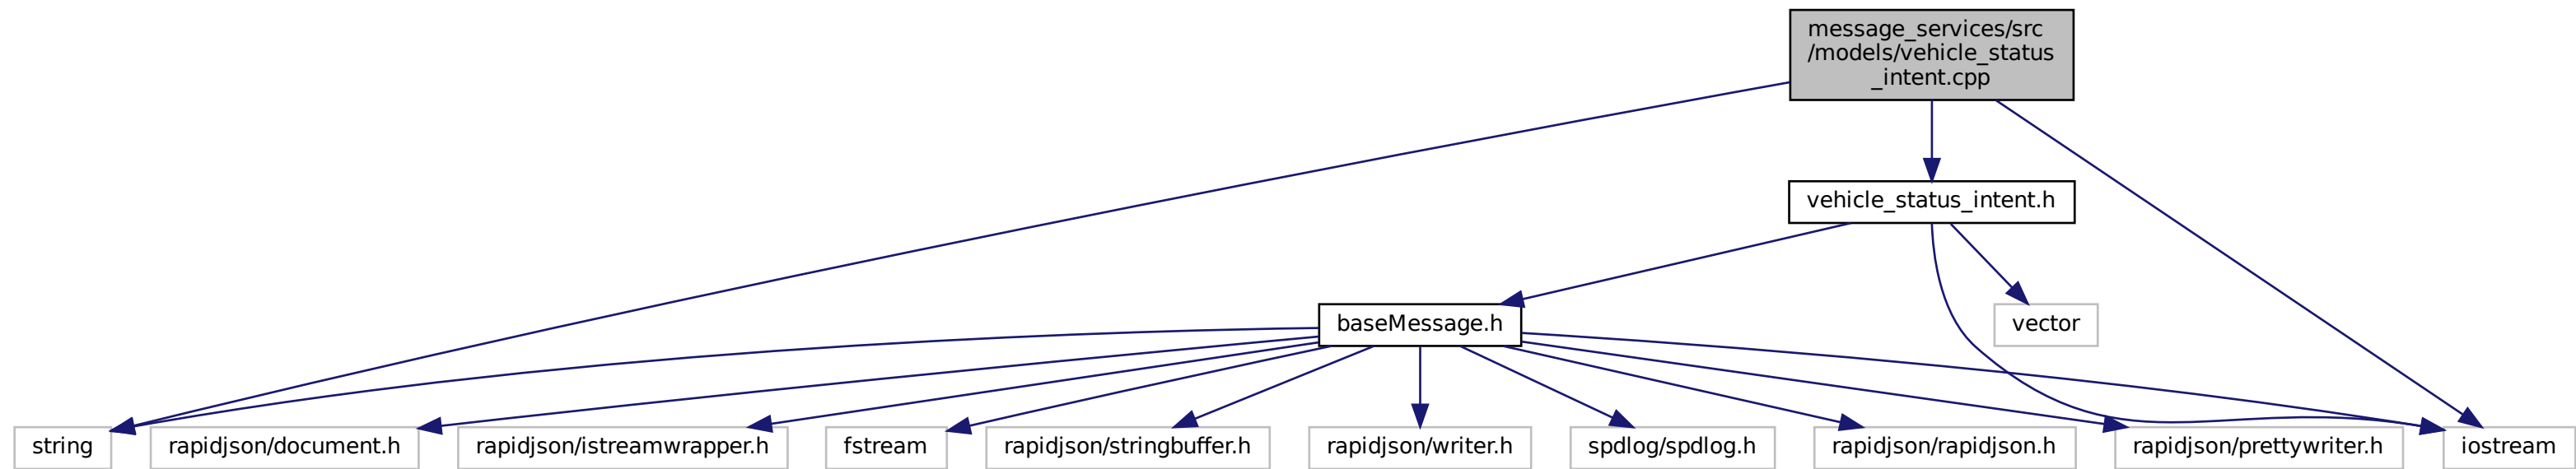 message_services/src
/models/vehicle_status
_intent.cpp
vehicle_status_intent.h
baseMessage.h
vector
string
rapidjson/document.h
rapidjson/istreamwrapper.h
fstream
rapidjson/stringbuffer.h
rapidjson/writer.h
spdlog/spdlog.h
rapidjson/rapidjson.h
rapidjson/prettywriter.h
iostream